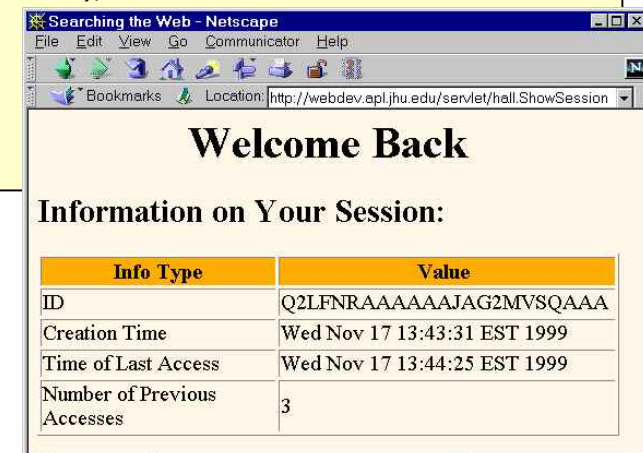 Searching the Web - Netscape
File Edit View Go Communicator Help
Bookmarks Location: http://webdev.apl.jhu.edu/servlet/hall.ShowSession
N
Welcome Back
Information on Your Session:
Info Type Value
ID Q2LFNRAAAAAAJAG2MVSQAAA
Creation Time Wed Nov 17 13:43:31 EST 1999
Time of Last Access Wed Nov 17 13:44:25 EST 1999
Number of Previous
Accesses 3